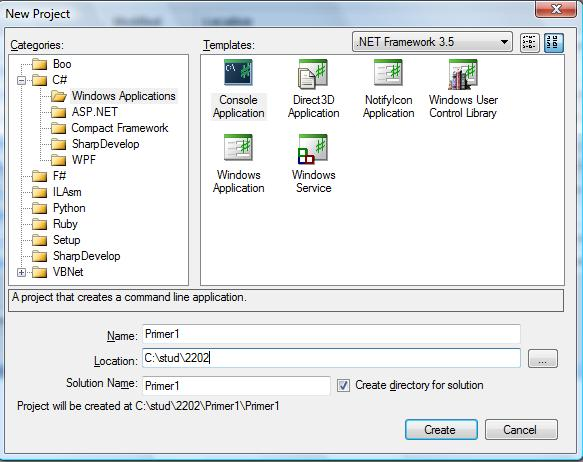 New Project
Categories:
Boo
C#
Windows Applications
ASP.NET
Compact Framework
SharpDevelop
WPF
F#
ILAsm
Python
Ruby
Setup
SharpDevelop
VBNet
Templates:
.NET Framework 3.5
Console
Application
Direct3D
Application
NotifyIcon
Application
Windows User
Control Library
Windows
Application
Windows
Service
A project that creates a command line application.
Name: Primer1
Location: C:\stud\2202
...
Solution Name: Primer1
Create directory for solution
Project will be created at C:\stud\2202\Primer1\Primer1
Create
Cancel